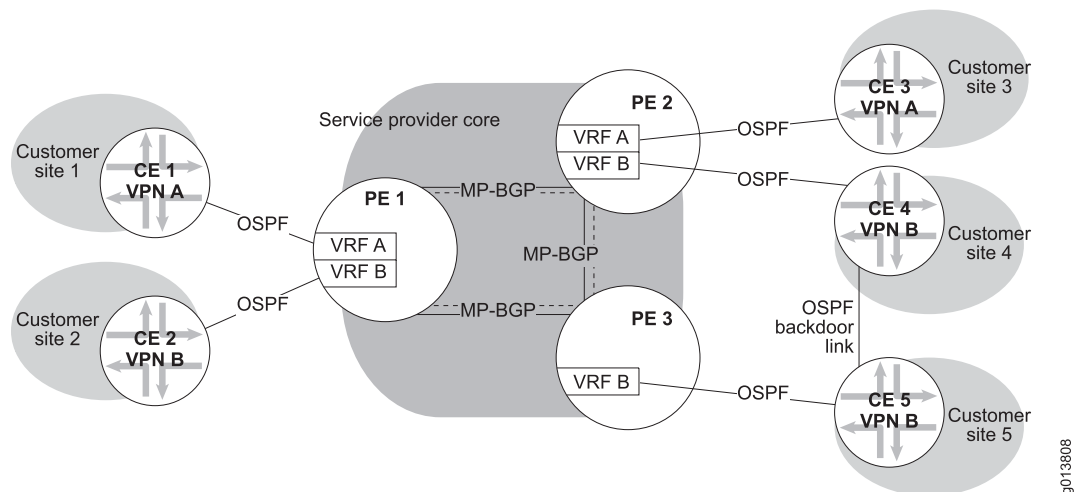 Service provider core
Customer
site 1
CE 1
VPN A
OSPF
Customer
site 2
CE 2
VPN B
OSPF
PE 1
VRF A
VRF B
MP-BGP
MP-BGP
MP-BGP
PE 2
VRF A
VRF B
PE 3
VRF B
OSPF
OSPF
OSPF
CE 3
VPN A
Customer
site 3
CE 4
VPN B
Customer
site 4
OSPF
backdoor
link
CE 5
VPN B
Customer
site 5
g013808